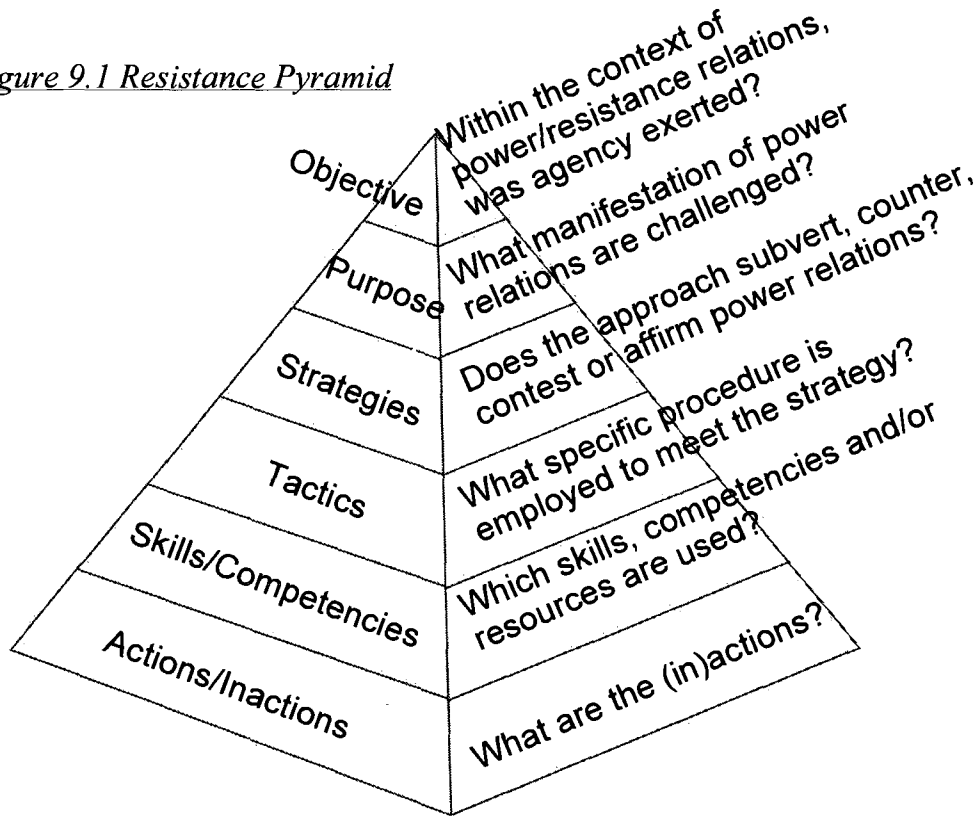 gure 9.1 Resistance Pyramid
Objective
Within the context of
power/resistance relations,
was agency exerted?
Purpose
What manifestation of power
relations are challenged?
Strategies
Does the approach subvert, counter,
contest or affirm power relations?
Tactics
What specific procedure is
employed to meet the strategy?
Skills/Competencies
Which skills, competencies and/or
resources are used?
Actions/Inactions
What are the (in)actions?